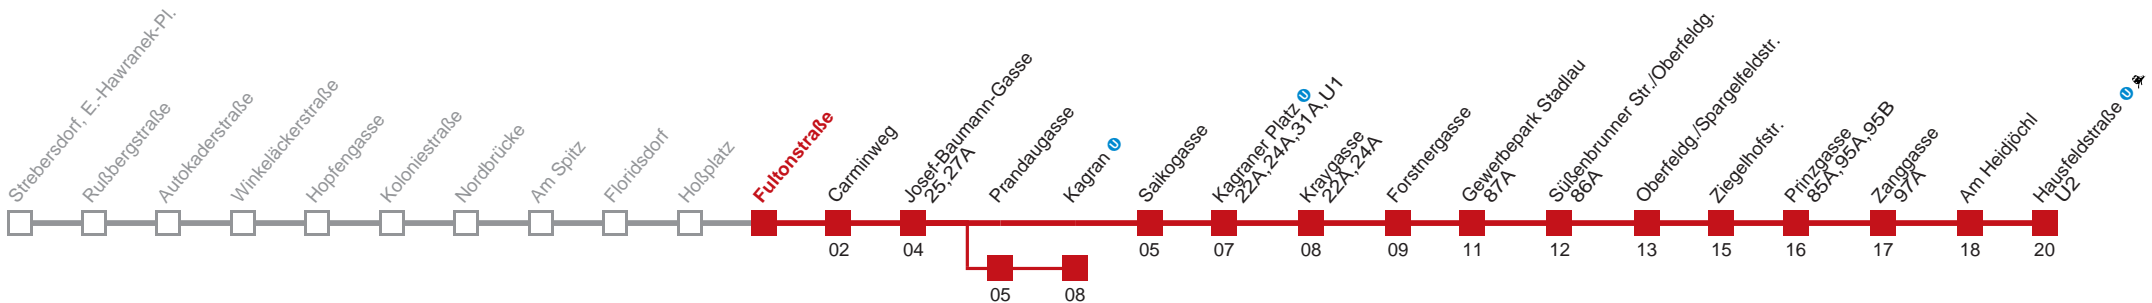 Strebersdorf, E.-Hawranek-Pl.
Rußbergstraße
Autokaderstraße
Winkeläckerstraße
Hopfengasse
Koloniestraße
Nordbrücke
Am Spitz
Floridsdorf
Hoßplatz
Fultonstraße
Carminweg
Josef-Baumann-Gasse
25,27A
Prandaugasse
Kagran U
Saikogasse
Kagraner Platz U
22A,24A,31A,U1
Kraygasse
22A,24A
Forstnergasse
Gewerbepark Stadlau
87A
Süßenbrunner Str./Oberfeldg.
86A
Oberfeldg./Spargelfeldstr.
Ziegelhofstr.
Prinzgasse
85A,95A,95B
Zanggasse
97A
Am Heidjöchl
Hausfeldstraße U
U2
02
04
05
07
08
09
11
12
13
15
16
17
18
20
05
08